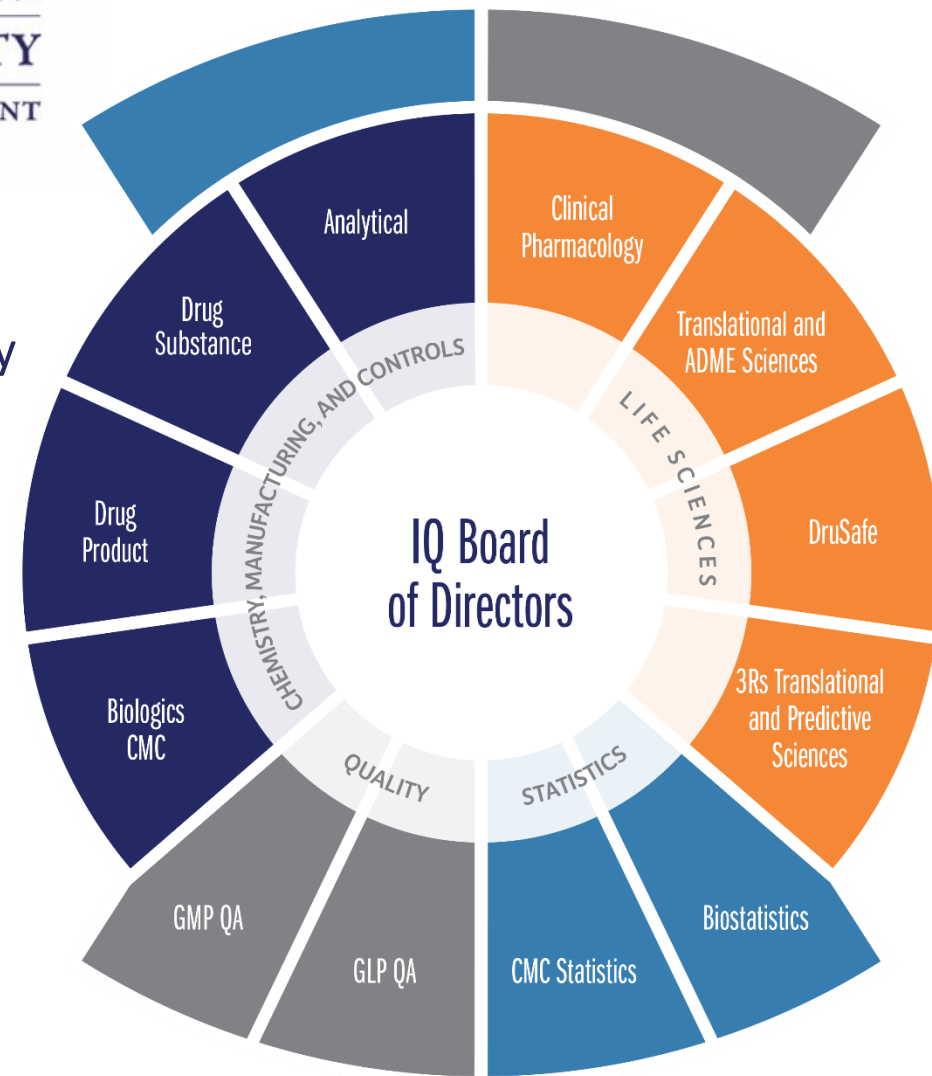 TY
NT
y
Analytical
Clinical
Pharmacology
Drug
Substance
Translational and
ADME Sciences
CHEMISTRY, MANUFACTURING, AND CONTROLS
LIFE SCIENCES
Drug
Product
IQ Board
of Directors
DruSafe
Biologics
CMC
3Rs Translational
and Predictive
Sciences
QUALITY
STATISTICS
GMP QA
GLP QA
CMC Statistics
Biostatistics